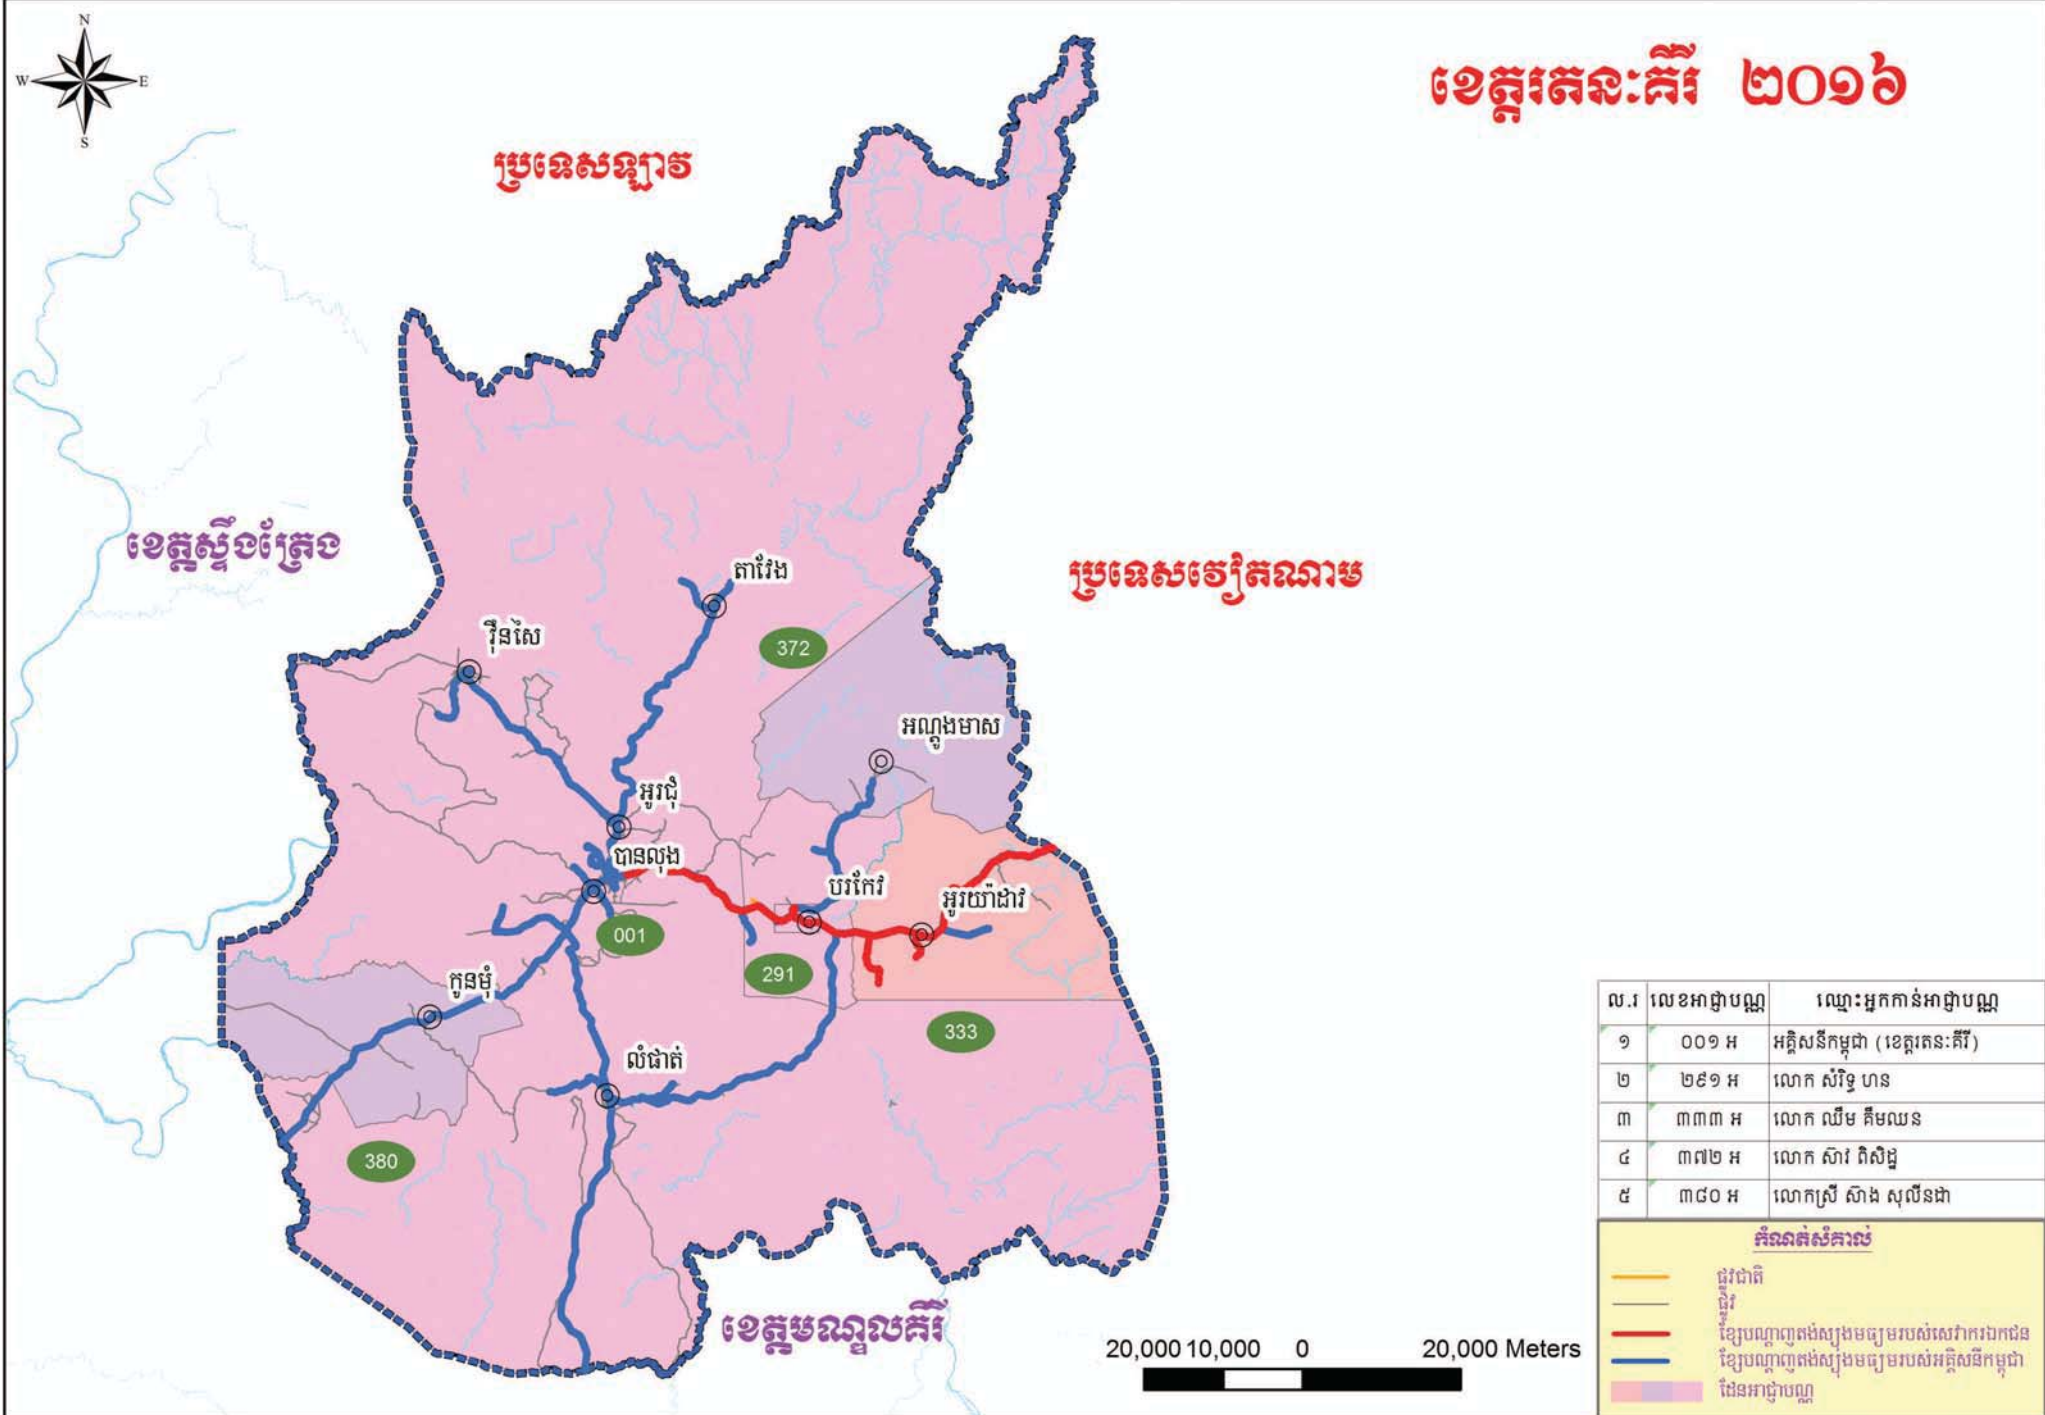 N
W
E
S
ខេត្តរតនៈគិរី ២០១៦
ប្រទេសឡាវ
ខេត្តស្ទឹងត្រែង
ប្រទេសវៀតណាម
តាវែង
វ៉ឺនសៃ
372
អណ្តូងមាស
អូរជុំ
បានលុង
បរកែវ
អូរយ៉ាដាវ
001
291
កូនមុំ
333
លំផាត់
380
ខេត្តមណ្ឌលគិរី
20,000 10,000 0 20,000 Meters
ល.រ លេខអាជ្ញាបណ្ណ ឈ្មោះអ្នកកាន់អាជ្ញាបណ្ណ
១ ០០១ អ អគ្គិសនីកម្ពុជា (ខេត្តរតនៈគីរី)
២ ២៩១ អ លោក សំរិទ្ធ ហន
៣ ៣៣៣ អ លោក ឈឹម គឹមឈន
៤ ៣៧២ អ លោក ស៊ាវ ពិសិដ្ឋ
៥ ៣៨០ អ លោកស្រី ស៊ាង សុលីនដា
កំណត់សំគាល់
ផ្លូវជាតិ
ផ្លូវ
ខ្សែបណ្តាញតង់ស្យុងមធ្យមរបស់សេវាករឯកជន
ខ្សែបណ្តាញតង់ស្យុងមធ្យមរបស់អគ្គិសនីកម្ពុជា
ដែនអាជ្ញាបណ្ណ